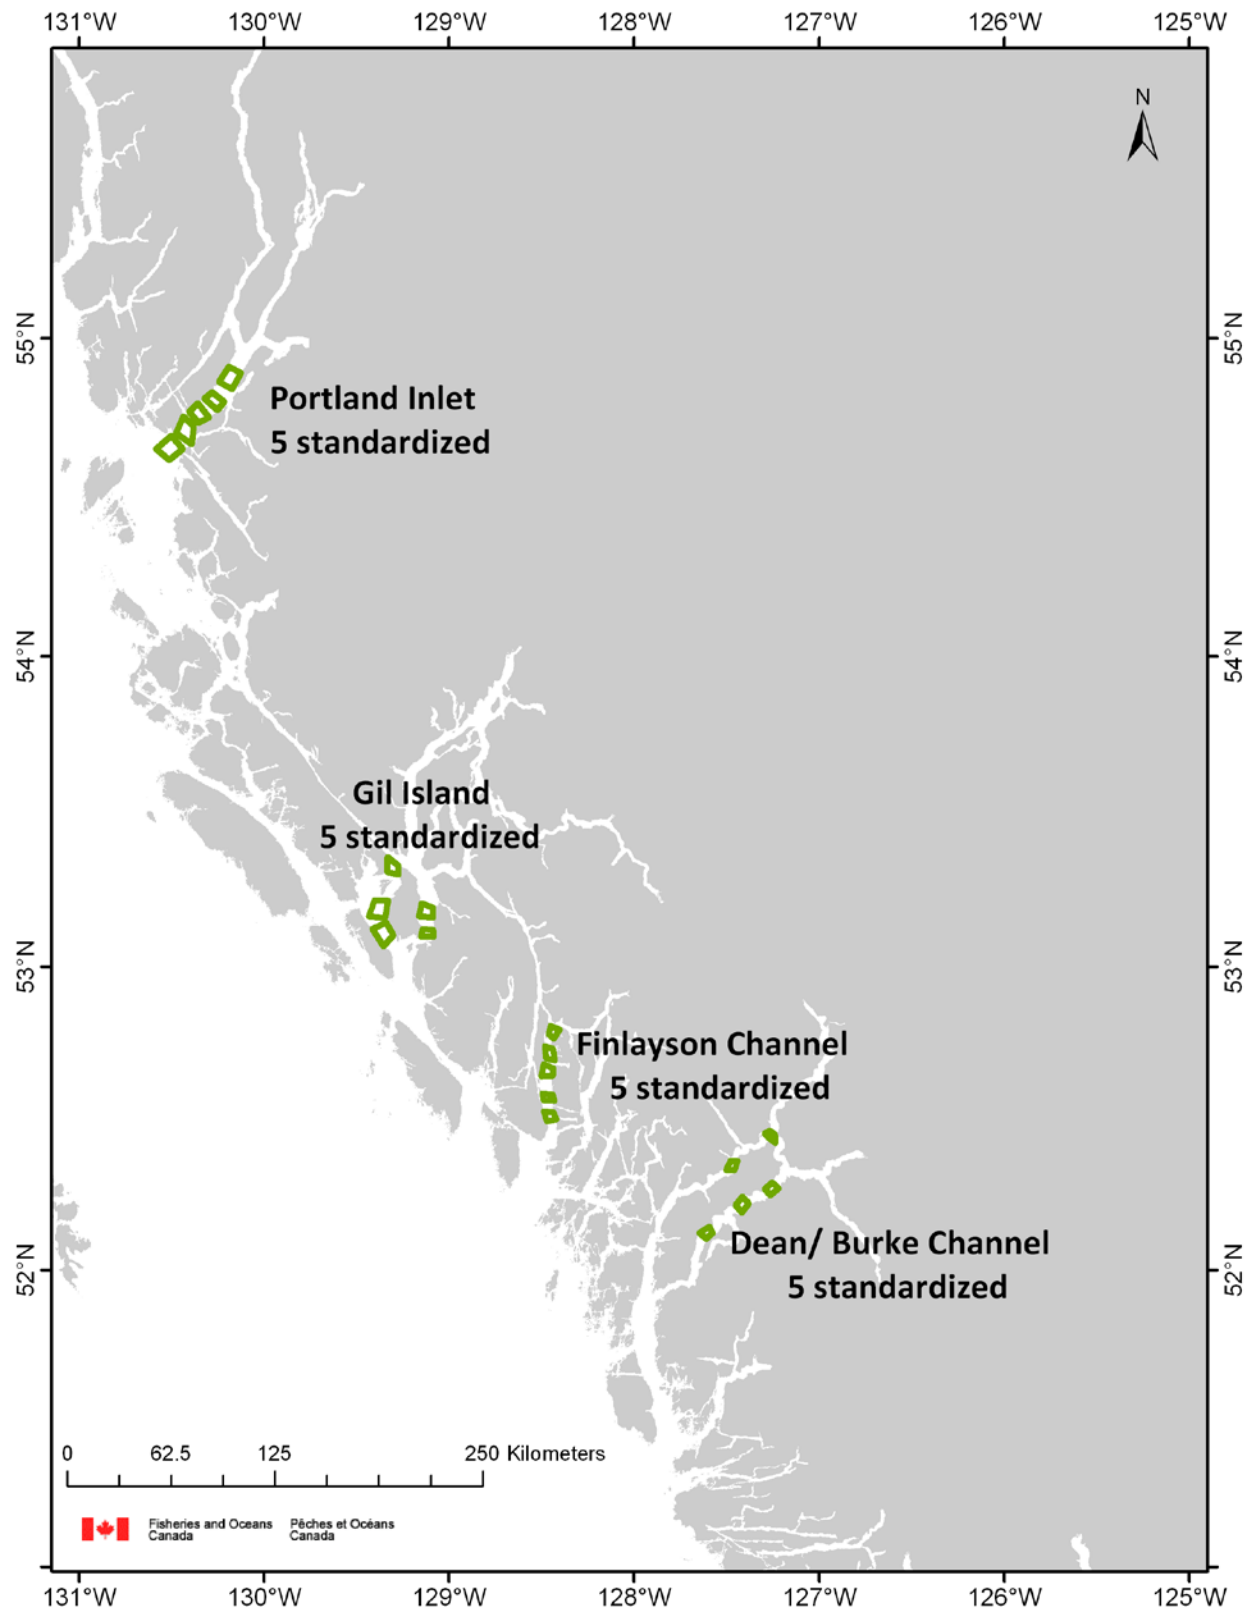 131°W 130°W 129°W 128°W 127°W 126°W 125°W
N
55°N 55°N
Portland Inlet
5 standardized
54°N 54°N
Gil Island
5 standardized
53°N 53°N
Finlayson Channel
5 standardized
Dean/ Burke Channel
5 standardized
52°N 52°N
0 62.5 125 250 Kilometers
Fisheries and Oceans Pêches et Océans
Canada Canada
131°W 130°W 129°W 128°W 127°W 126°W 125°W